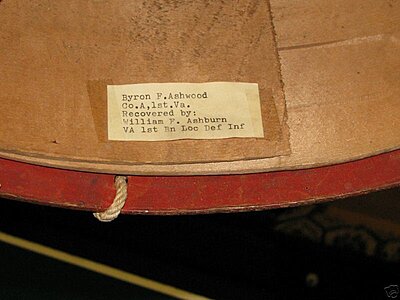 Byron F.Ashwood
Co.A,1st.Va.
Recovered by:
William F. Ashburn
VA 1st Bn Loc Def Inf